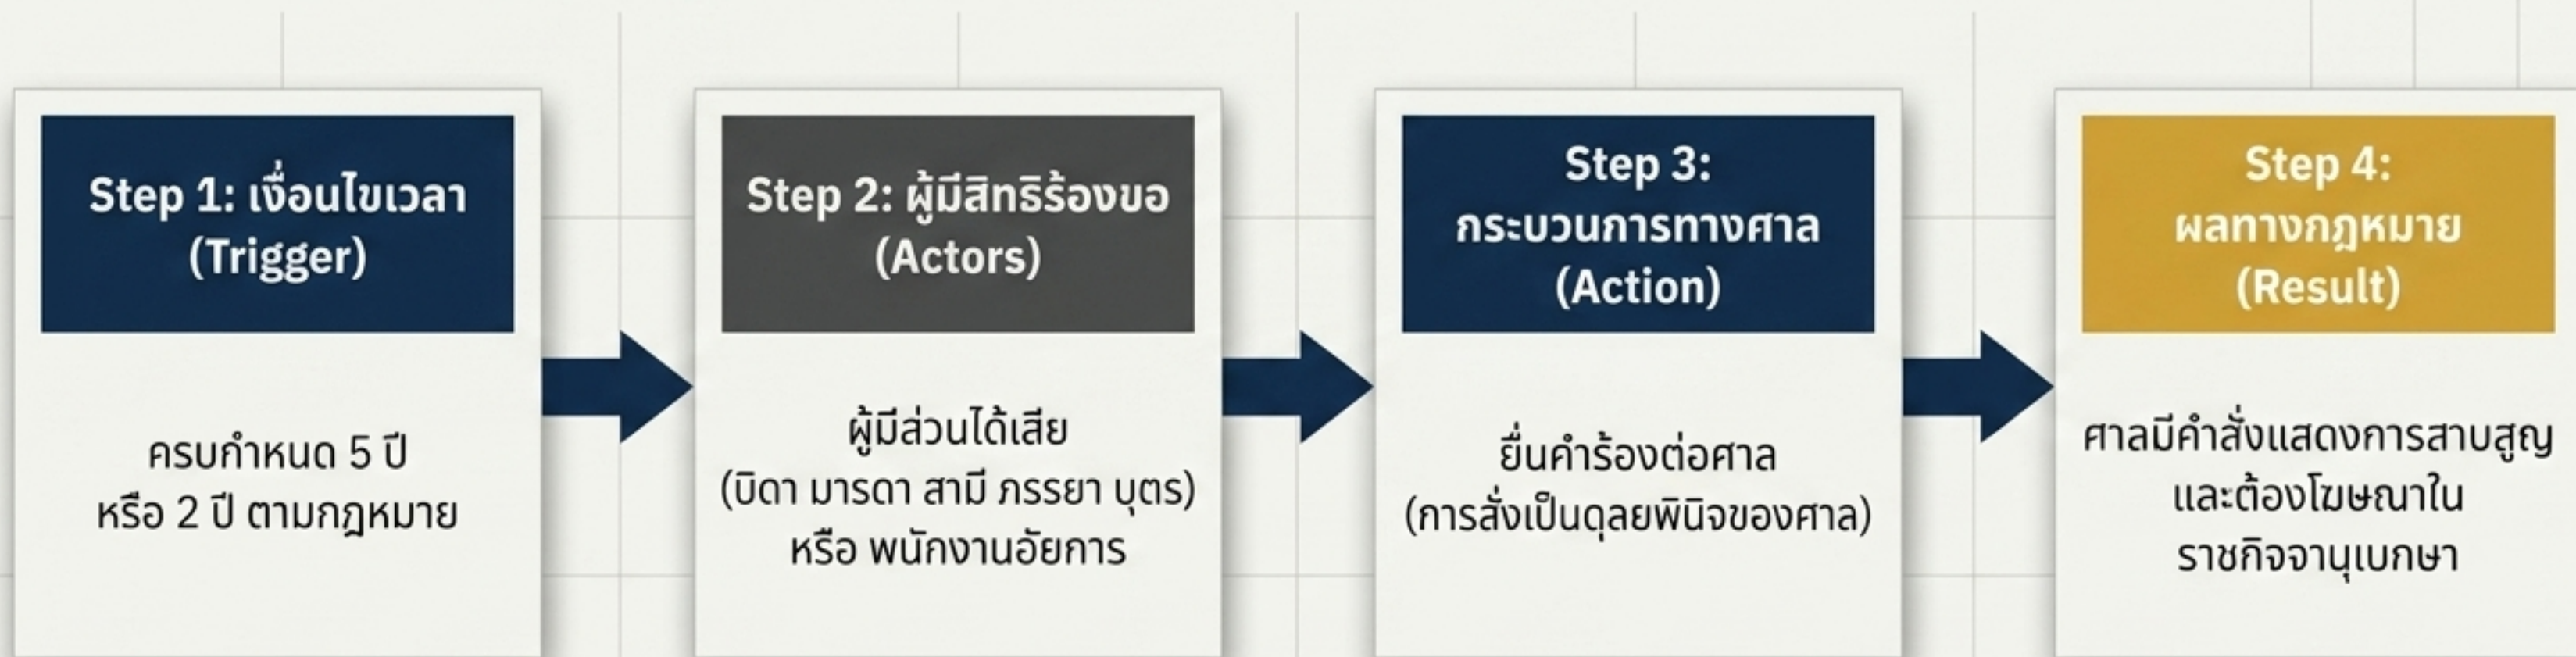 Step 1: เงื่อนไขเวลา
(Trigger)
ครบกำหนด 5 ปี
หรือ 2 ปี ตามกฎหมาย
Step 2: ผู้มีสิทธิร้องขอ
(Actors)
ผู้มีส่วนได้เสีย
(บิดา มารดา สามี ภรรยา บุตร)
หรือ พนักงานอัยการ
Step 3:
กระบวนการทางศาล
(Action)
ยื่นคำร้องต่อศาล
(การสั่งเป็นดุลยพินิจของศาล)
Step 4:
ผลทางกฎหมาย
(Result)
ศาลมีคำสั่งแสดงการสาบสูญ
และต้องโฆษณาใน
ราชกิจจานุเบกษา